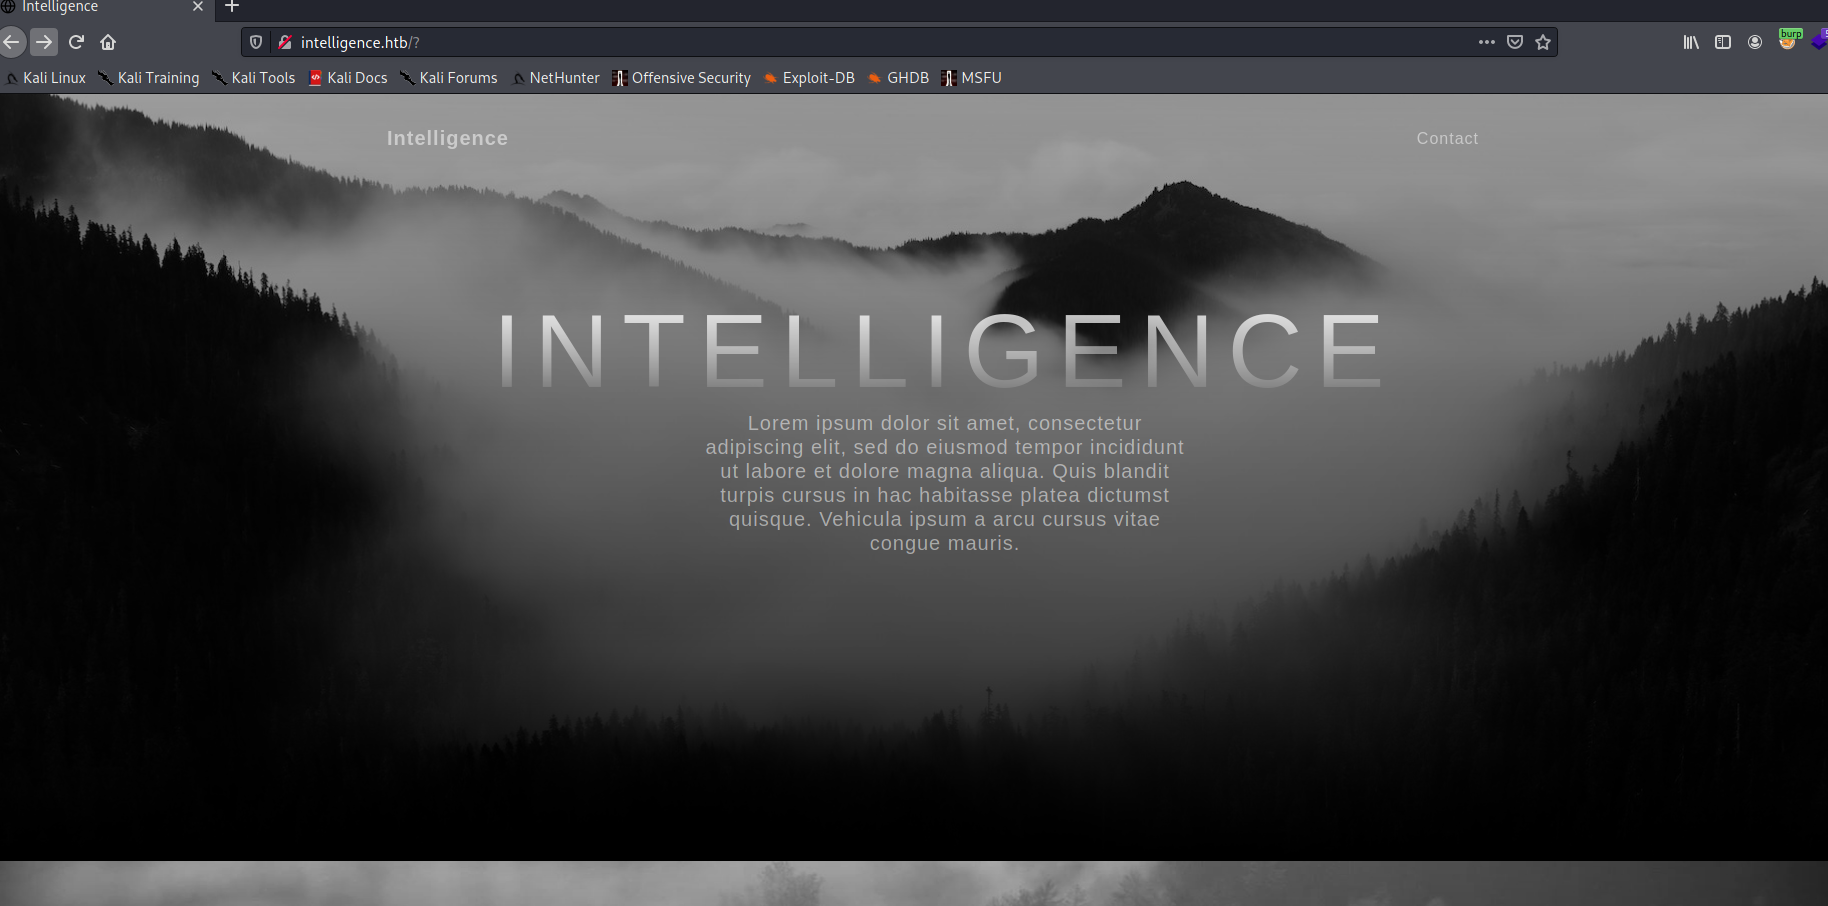 Intelligence
intelligence.htb/?
burp
Kali Linux Kali Training Kali Tools Kali Docs Kali Forums NetHunter Offensive Security Exploit-DB GHDB MSFU
Intelligence Contact
INTELLIGENCE
Lorem ipsum dolor sit amet, consectetur
adipiscing elit, sed do eiusmod tempor incididunt
ut labore et dolore magna aliqua. Quis blandit
turpis cursus in hac habitasse platea dictumst
quisque. Vehicula ipsum a arcu cursus vitae
congue mauris.